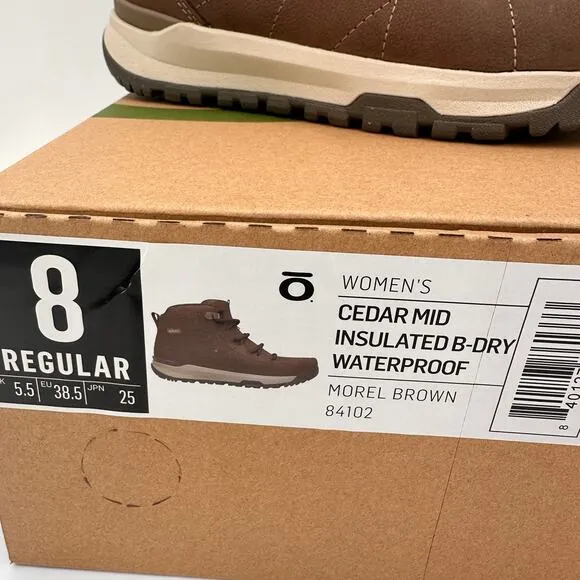 8
REGULAR
K 5.5 EU 38.5 JPN 25
ō.
WOMEN'S
CEDAR MID
INSULATED B-DRY
WATERPROOF
MOREL BROWN
84102